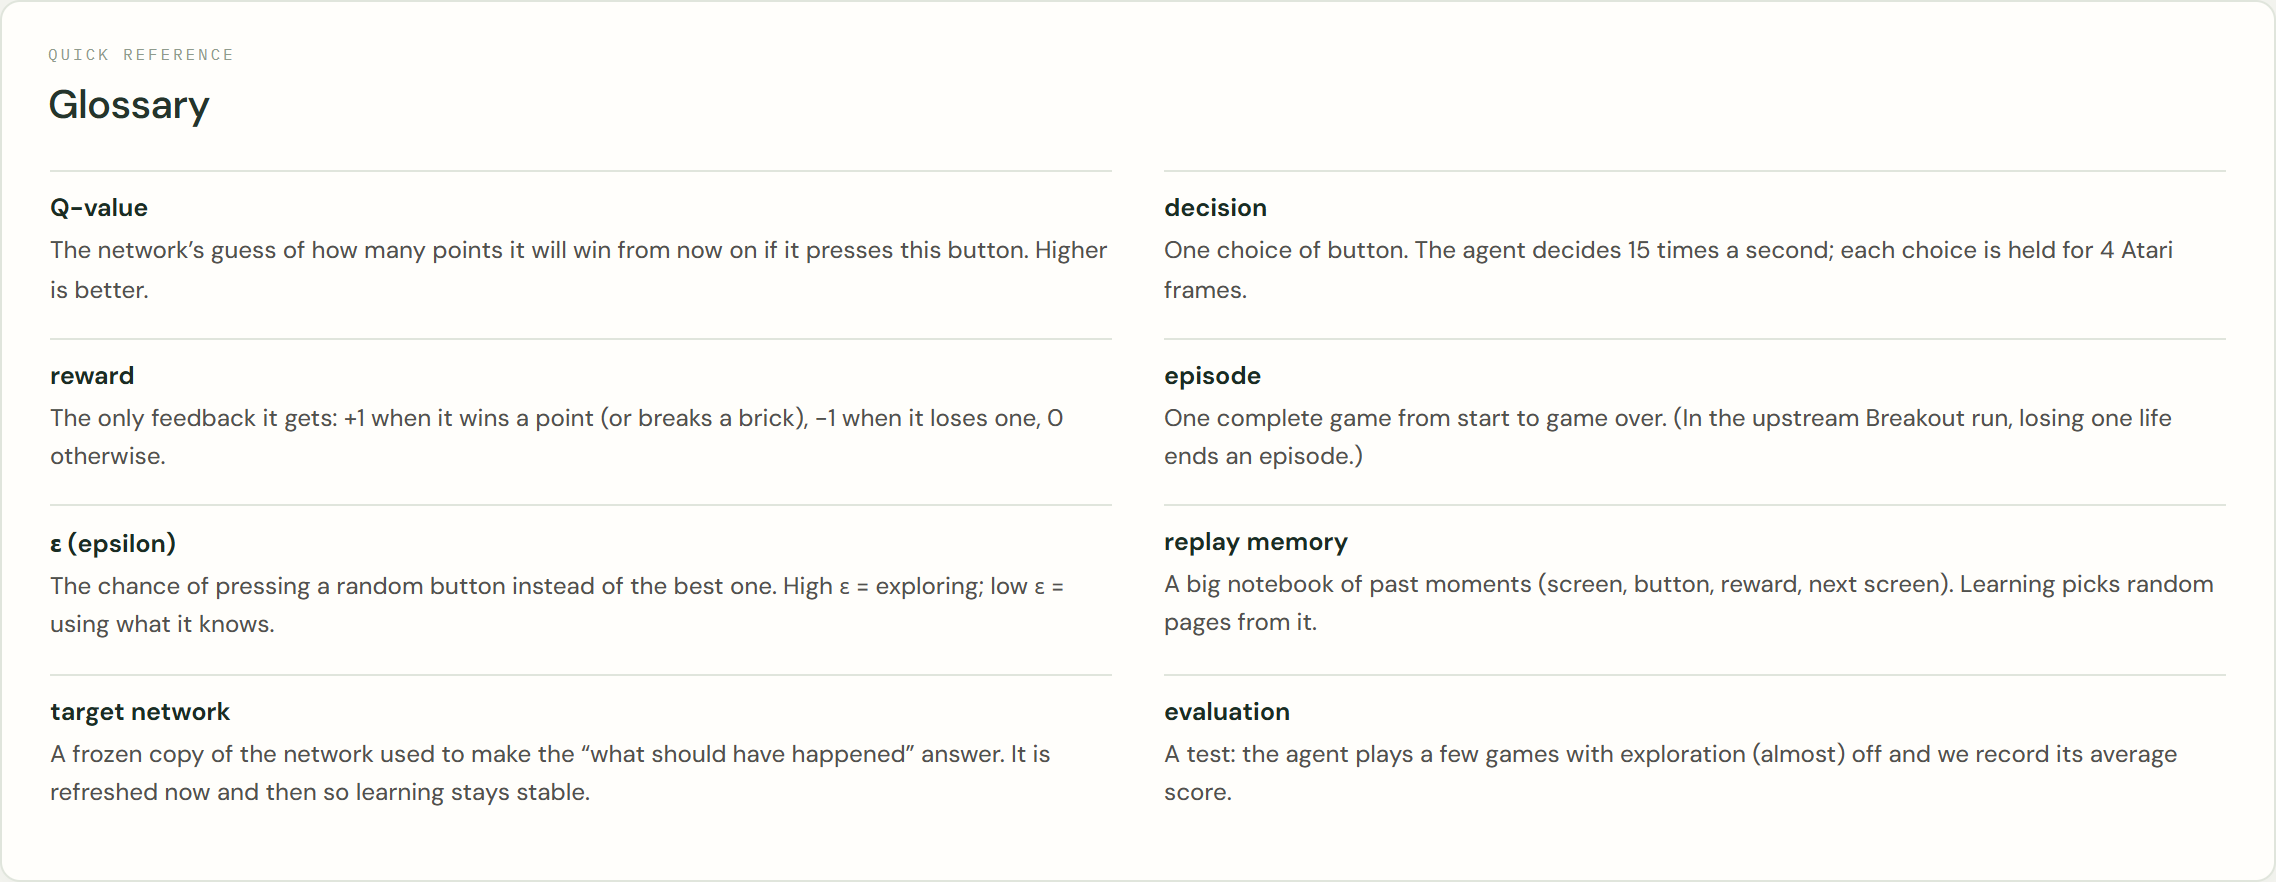 QUICK REFERENCE
Glossary
Q-value
The network’s guess of how many points it will win from now on if it presses this button. Higher
is better.
decision
One choice of button. The agent decides 15 times a second; each choice is held for 4 Atari
frames.
reward
The only feedback it gets: +1 when it wins a point (or breaks a brick), −1 when it loses one, 0
otherwise.
episode
One complete game from start to game over. (In the upstream Breakout run, losing one life
ends an episode.)
ε (epsilon)
The chance of pressing a random button instead of the best one. High ε = exploring; low ε =
using what it knows.
replay memory
A big notebook of past moments (screen, button, reward, next screen). Learning picks random
pages from it.
target network
A frozen copy of the network used to make the “what should have happened” answer. It is
refreshed now and then so learning stays stable.
evaluation
A test: the agent plays a few games with exploration (almost) off and we record its average
score.